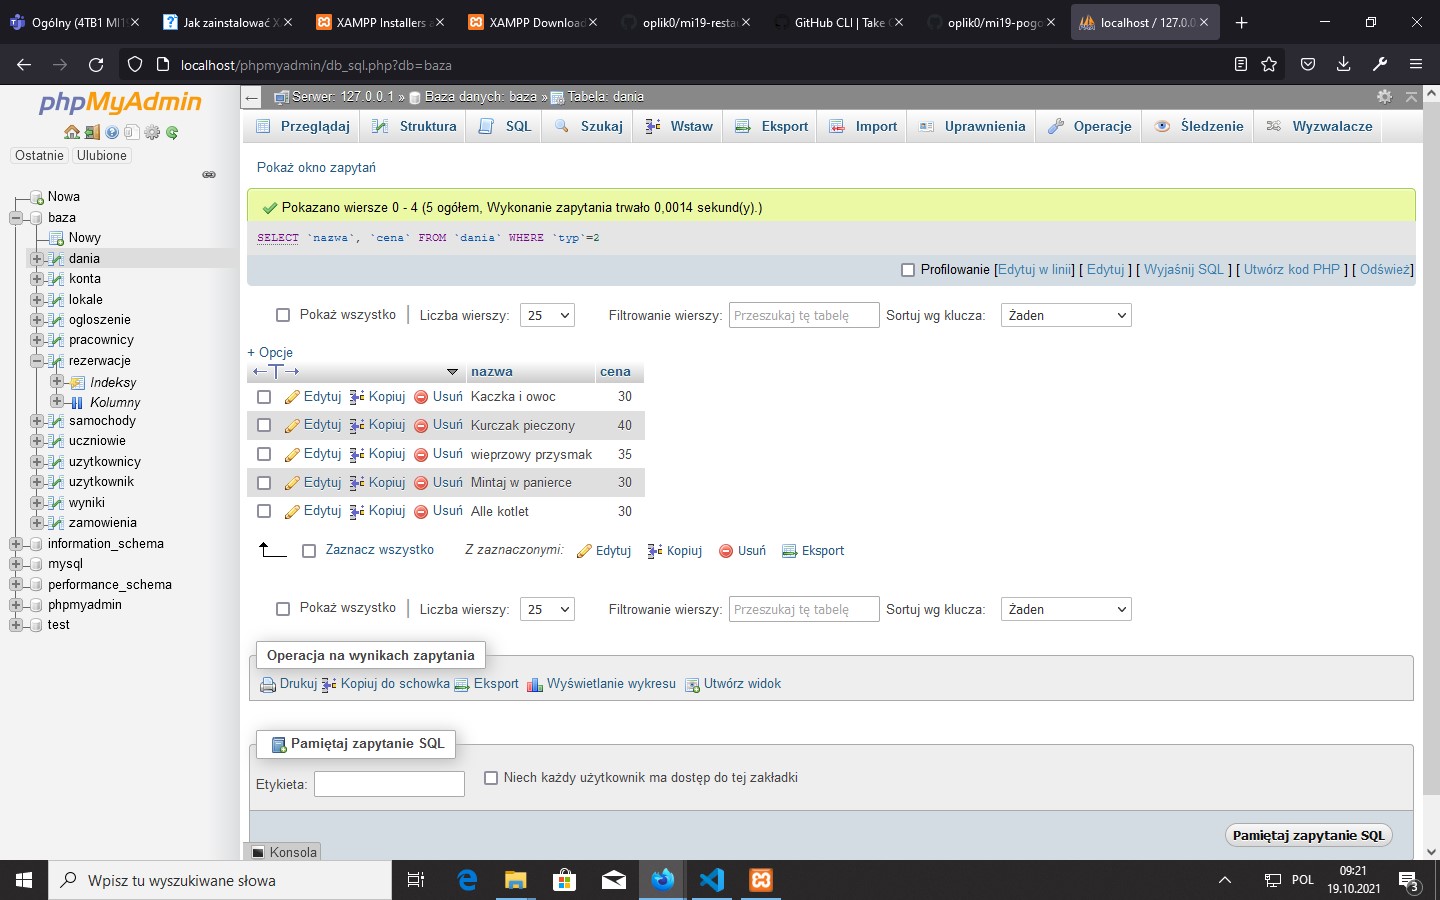 Ogólny (4TB1 MI19
Jak zainstalować X
XAMPP Installers a
XAMPP Download
oplik0/mi19-resta
GitHub CLI | Take G
oplik0/mi19-pogo
localhost / 127.0.0
localhost/phpmyadmin/db_sql.php?db=baza
phpMyAdmin
Ostatnie Ulubione
Nowa
baza
Nowy
dania
konta
lokale
ogloszenie
pracownicy
rezerwacje
Indeksy
Kolumny
samochody
uczniowie
uzytkownicy
uzytkownik
wyniki
zamowienia
information_schema
mysql
performance_schema
phpmyadmin
test
Serwer: 127.0.0.1 » Baza danych: baza » Tabela: dania
Przeglądaj Struktura SQL Szukaj Wstaw Eksport Import Uprawnienia Operacje Śledzenie Wyzwalacze
Pokaż okno zapytań
Pokazano wiersze 0 - 4 (5 ogółem, Wykonanie zapytania trwało 0,0014 sekund(y).)
SELECT `nazwa`, `cena` FROM `dania` WHERE `typ`=2
Profilowanie [Edytuj w linii] [ Edytuj ] [ Wyjaśnij SQL ] [ Utwórz kod PHP ] [ Odśwież]
Pokaż wszystko Liczba wierszy: 25 Filtrowanie wierszy: Przeszukaj tę tabelę Sortuj wg klucza: Żaden
+ Opcje
←T→ nazwa cena
Edytuj Kopiuj Usuń Kaczka i owoc 30
Edytuj Kopiuj Usuń Kurczak pieczony 40
Edytuj Kopiuj Usuń wieprzowy przysmak 35
Edytuj Kopiuj Usuń Mintaj w panierce 30
Edytuj Kopiuj Usuń Alle kotlet 30
Zaznacz wszystko Z zaznaczonymi: Edytuj Kopiuj Usuń Eksport
Pokaż wszystko Liczba wierszy: 25 Filtrowanie wierszy: Przeszukaj tę tabelę Sortuj wg klucza: Żaden
Operacja na wynikach zapytania
Drukuj Kopiuj do schowka Eksport Wyświetlanie wykresu Utwórz widok
Pamiętaj zapytanie SQL
Etykieta: Niech każdy użytkownik ma dostęp do tej zakładki
Pamiętaj zapytanie SQL
Konsola
Wpisz tu wyszukiwane słowo
POL
09:21
19.10.2021
3